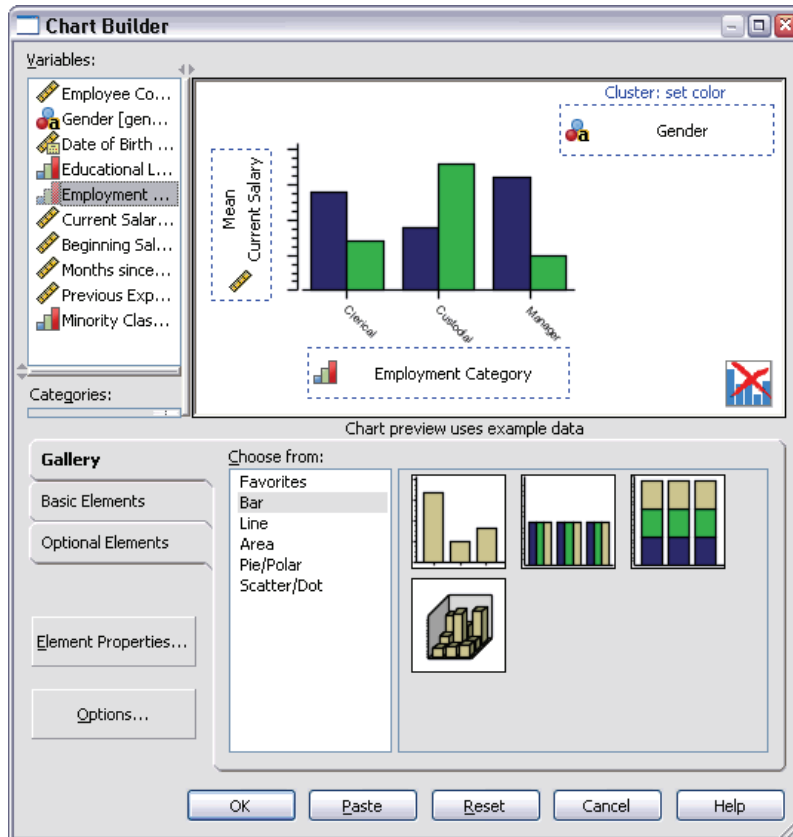 Chart Builder
Variables:
Employee Co...
Gender [gen...
Date of Birth ...
Educational L...
Employment ...
Current Salar...
Beginning Sal...
Months since...
Previous Exp...
Minority Clas...
Categories:
Cluster: set color
a
Gender
Mean
Current Salary
Clerical
Custodial
Manager
Employment Category
Chart preview uses example data
Gallery
Basic Elements
Optional Elements
Element Properties...
Options...
Choose from:
Favorites
Bar
Line
Area
Pie/Polar
Scatter/Dot
OK
Paste
Reset
Cancel
Help